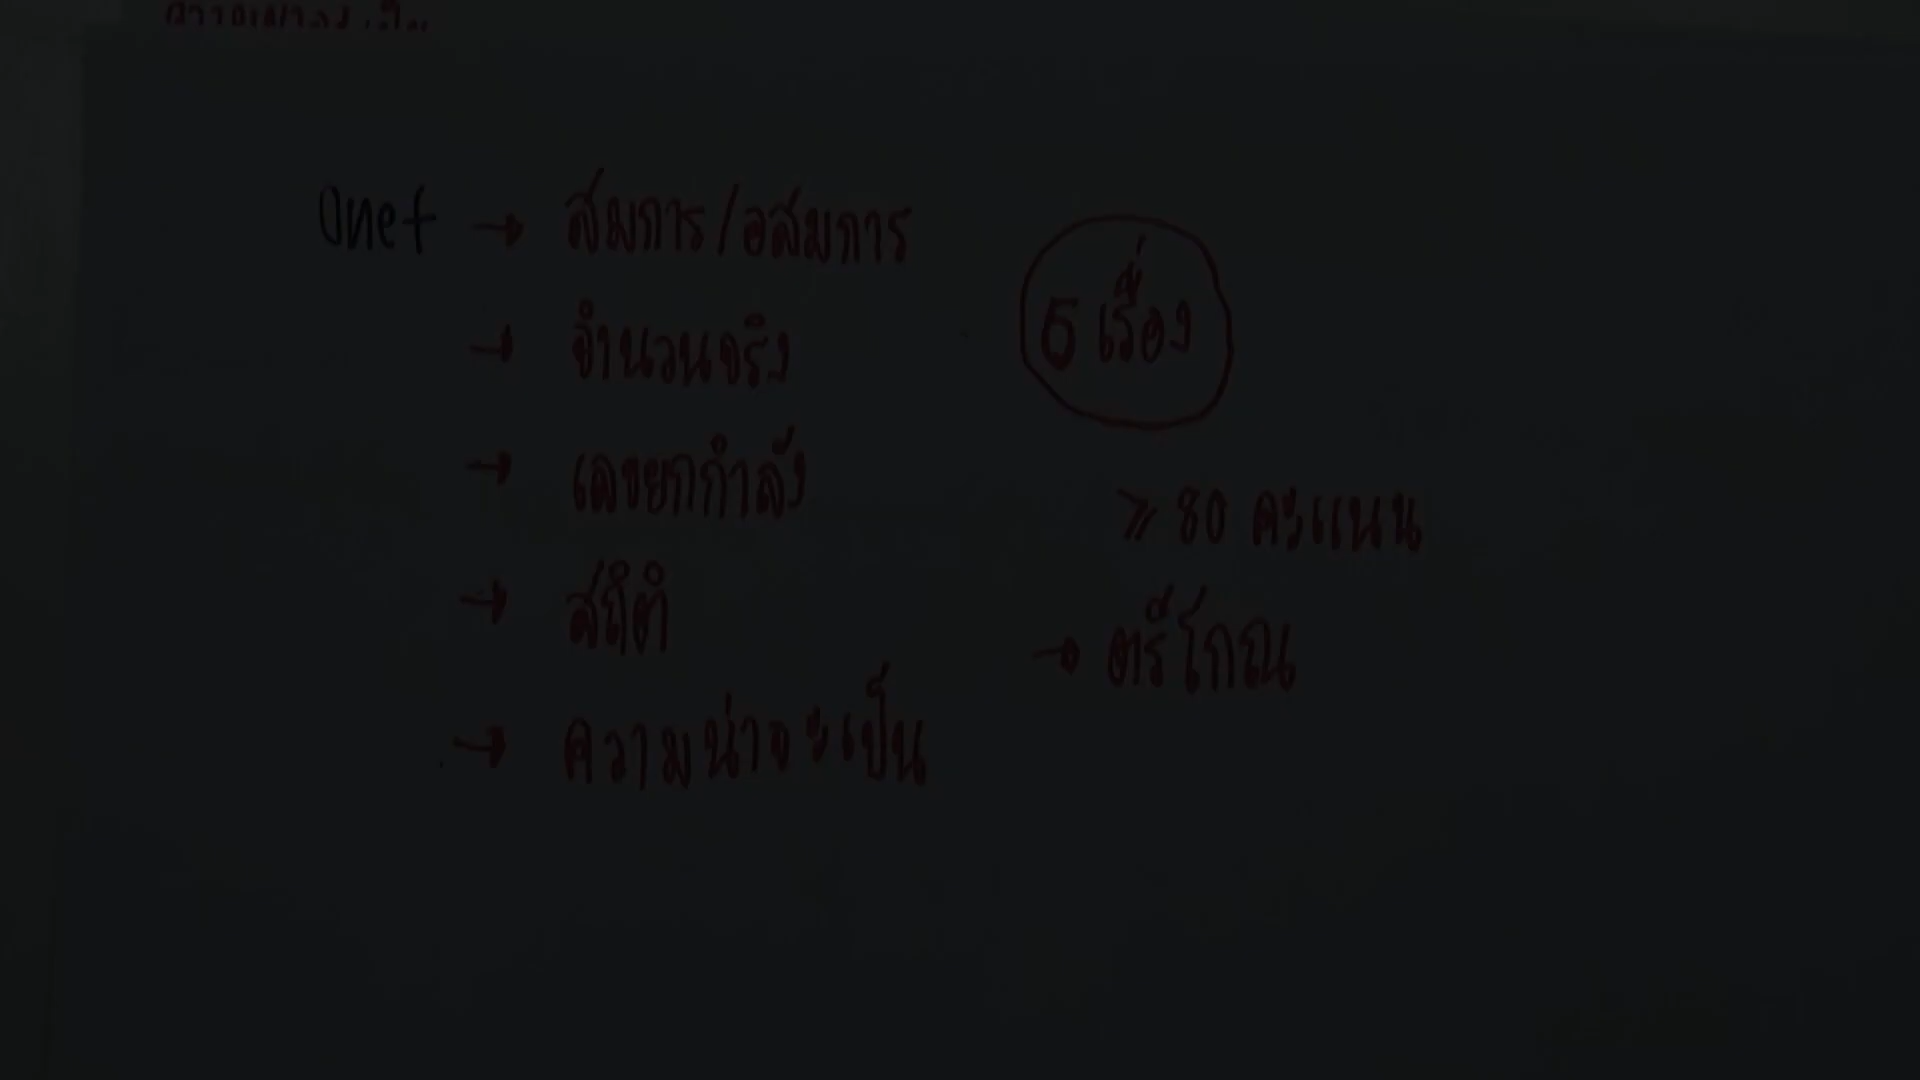 Onet → สมการ/อสมการ
→ จำนวนจริง
→ เลขยกกำลัง
→ สถิติ
→ ความน่าจะเป็น
5 เรื่อง
≥ 80 คะแนน
→ ตรีโกณ